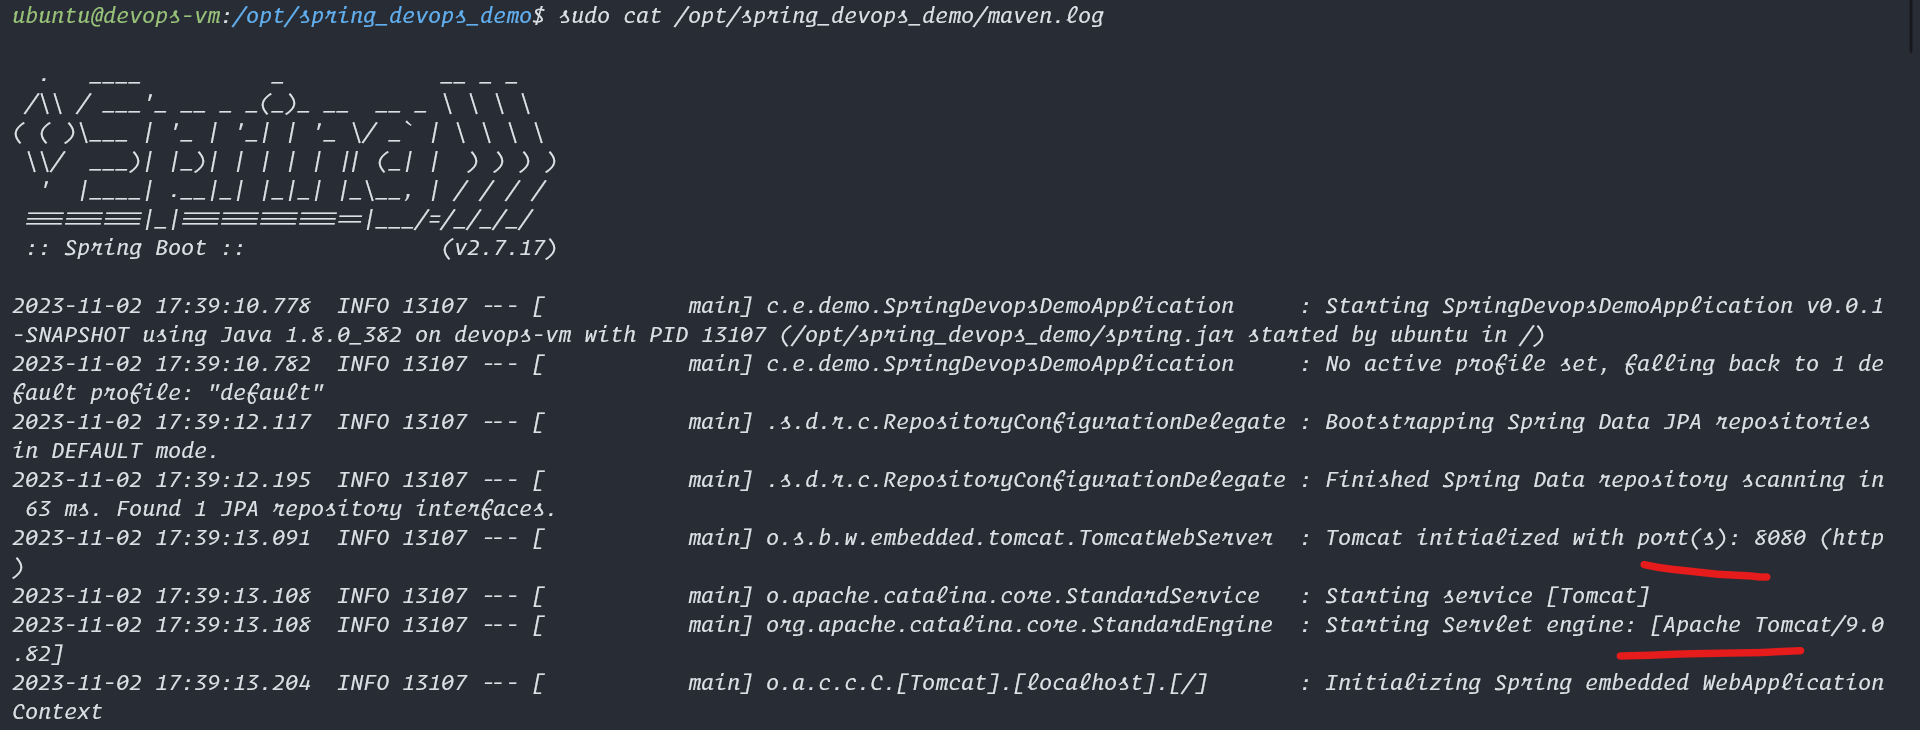 ubuntu@devops-vm:/opt/spring_devops_demo$ sudo cat /opt/spring_devops_demo/maven.log

  .   ____          _            __ _ _
 /\\ / ___'_ __ _ _(_)_ __  __ _ \ \ \ \
( ( )\___ | '_ | '_| | '_ \/ _` | \ \ \ \
 \\/  ___)| |_)| | | | | || (_| |  ) ) ) )
  '  |____| .__|_| |_|_| |_\__, | / / / /
 =========|_|==============|___/=/_/_/_/
 :: Spring Boot ::               (v2.7.17)

2023-11-02 17:39:10.778  INFO 13107 --- [           main] c.e.demo.SpringDevopsDemoApplication     : Starting SpringDevopsDemoApplication v0.0.1
-SNAPSHOT using Java 1.8.0_382 on devops-vm with PID 13107 (/opt/spring_devops_demo/spring.jar started by ubuntu in /)
2023-11-02 17:39:10.782  INFO 13107 --- [           main] c.e.demo.SpringDevopsDemoApplication     : No active profile set, falling back to 1 de
fault profile: "default"
2023-11-02 17:39:12.117  INFO 13107 --- [           main] .s.d.r.c.RepositoryConfigurationDelegate : Bootstrapping Spring Data JPA repositories
in DEFAULT mode.
2023-11-02 17:39:12.195  INFO 13107 --- [           main] .s.d.r.c.RepositoryConfigurationDelegate : Finished Spring Data repository scanning in
 63 ms. Found 1 JPA repository interfaces.
2023-11-02 17:39:13.091  INFO 13107 --- [           main] o.s.b.w.embedded.tomcat.TomcatWebServer  : Tomcat initialized with port(s): 8080 (http
)
2023-11-02 17:39:13.108  INFO 13107 --- [           main] o.apache.catalina.core.StandardService   : Starting service [Tomcat]
2023-11-02 17:39:13.108  INFO 13107 --- [           main] org.apache.catalina.core.StandardEngine  : Starting Servlet engine: [Apache Tomcat/9.0
.82]
2023-11-02 17:39:13.204  INFO 13107 --- [           main] o.a.c.c.C.[Tomcat].[localhost].[/]       : Initializing Spring embedded WebApplication
Context